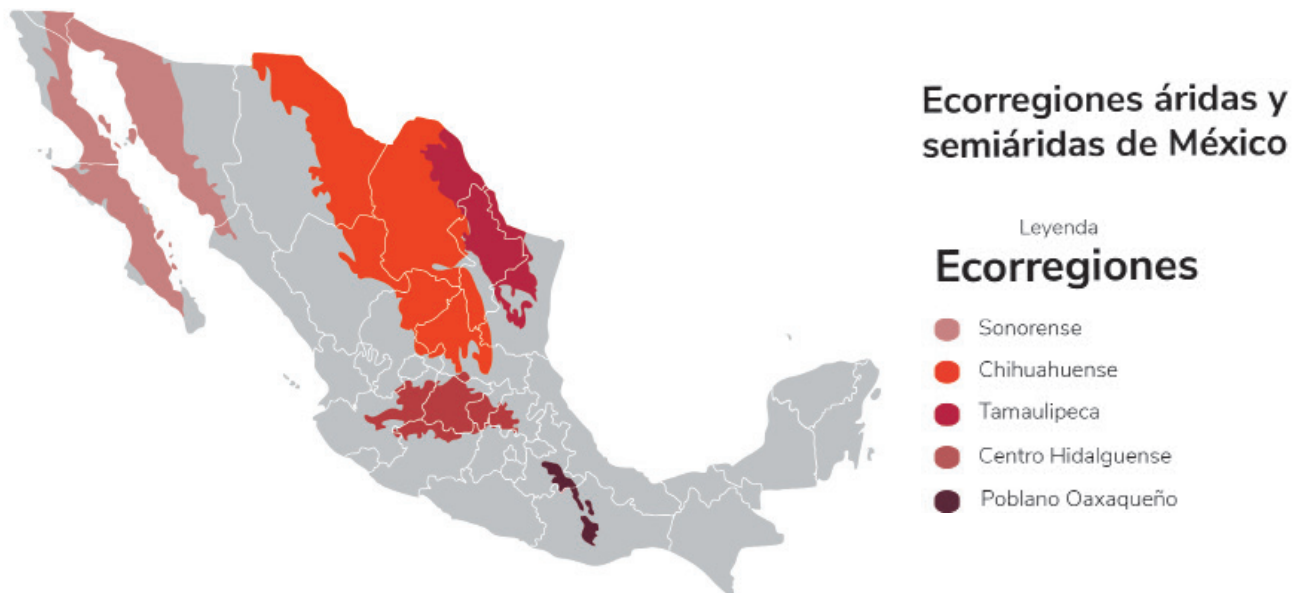 Ecorregiones áridas y
semiáridas de México
Leyenda
Ecorregiones
Sonorense
Chihuahuense
Tamaulipeca
Centro Hidalguense
Poblano Oaxaqueño